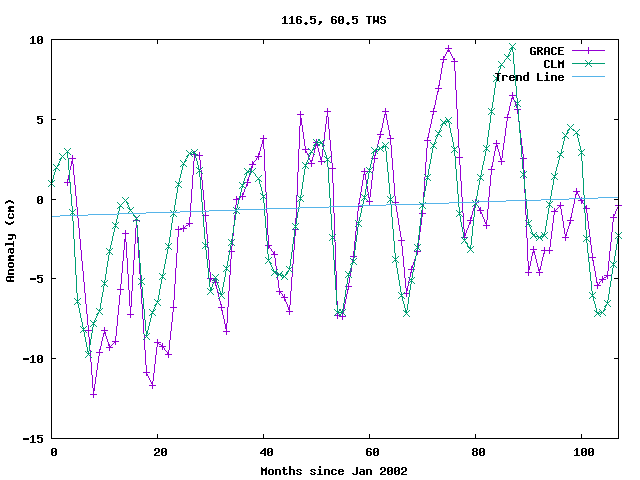 116.5, 60.5 TWS
GRACE
CLM
Trend Line
10
5
0
-5
-10
-15
Anomaly (cm)
0 20 40 60 80 100
Months since Jan 2002